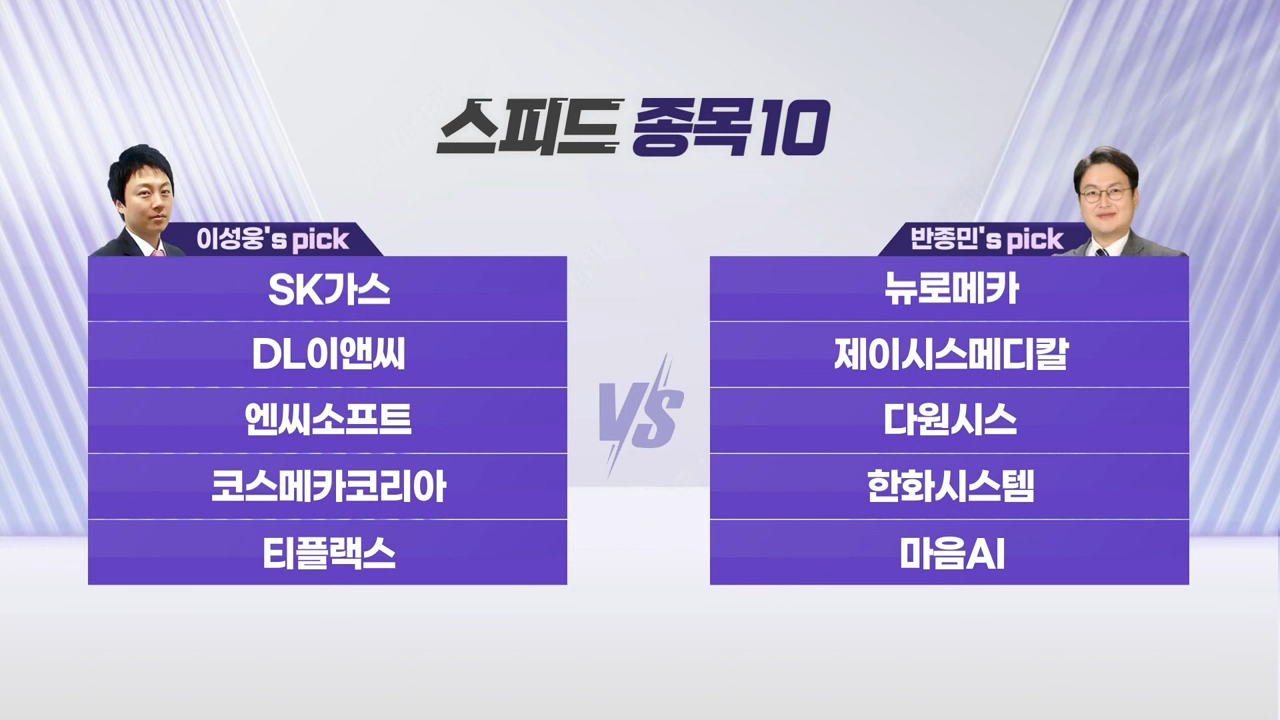 스피드 종목10
이성웅's pick
SK가스
DL이앤씨
엔씨소프트
코스메카코리아
티플랙스
VS
반종민's pick
뉴로메카
제이시스메디칼
다원시스
한화시스템
마음AI